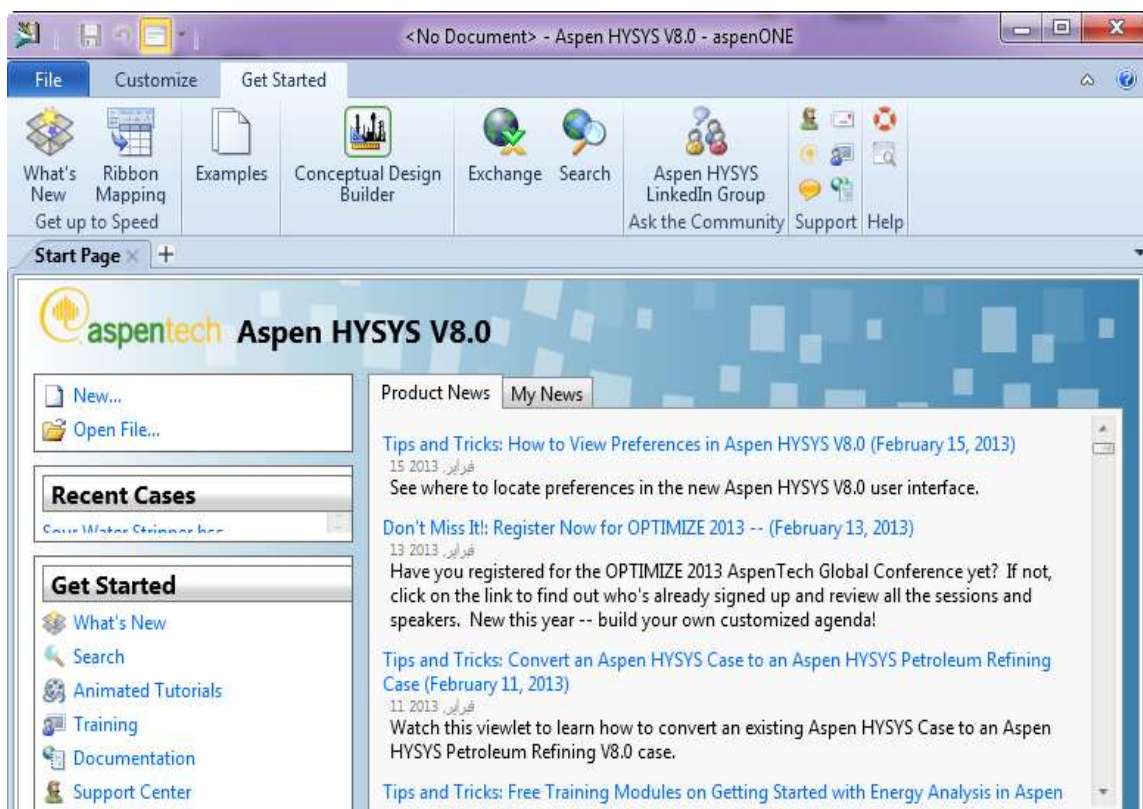 <No Document> - Aspen HYSYS V8.0 - aspenONE
File Customize Get Started
What's New
Ribbon Mapping
Get up to Speed
Examples
Conceptual Design Builder
Exchange
Search
Aspen HYSYS LinkedIn Group
Ask the Community
Support
Help
Start Page
aspentech Aspen HYSYS V8.0
New...
Open File...
Recent Cases
Sour Water Stripper.hsc
Get Started
What's New
Search
Animated Tutorials
Training
Documentation
Support Center
Product News My News
Tips and Tricks: How to View Preferences in Aspen HYSYS V8.0 (February 15, 2013)
15 فبراير, 2013
See where to locate preferences in the new Aspen HYSYS V8.0 user interface.
Don't Miss It!: Register Now for OPTIMIZE 2013 -- (February 13, 2013)
13 فبراير, 2013
Have you registered for the OPTIMIZE 2013 AspenTech Global Conference yet? If not,
click on the link to find out who's already signed up and review all the sessions and
speakers. New this year -- build your own customized agenda!
Tips and Tricks: Convert an Aspen HYSYS Case to an Aspen HYSYS Petroleum Refining
Case (February 11, 2013)
11 فبراير, 2013
Watch this viewlet to learn how to convert an existing Aspen HYSYS Case to an Aspen
HYSYS Petroleum Refining V8.0 case.
Tips and Tricks: Free Training Modules on Getting Started with Energy Analysis in Aspen